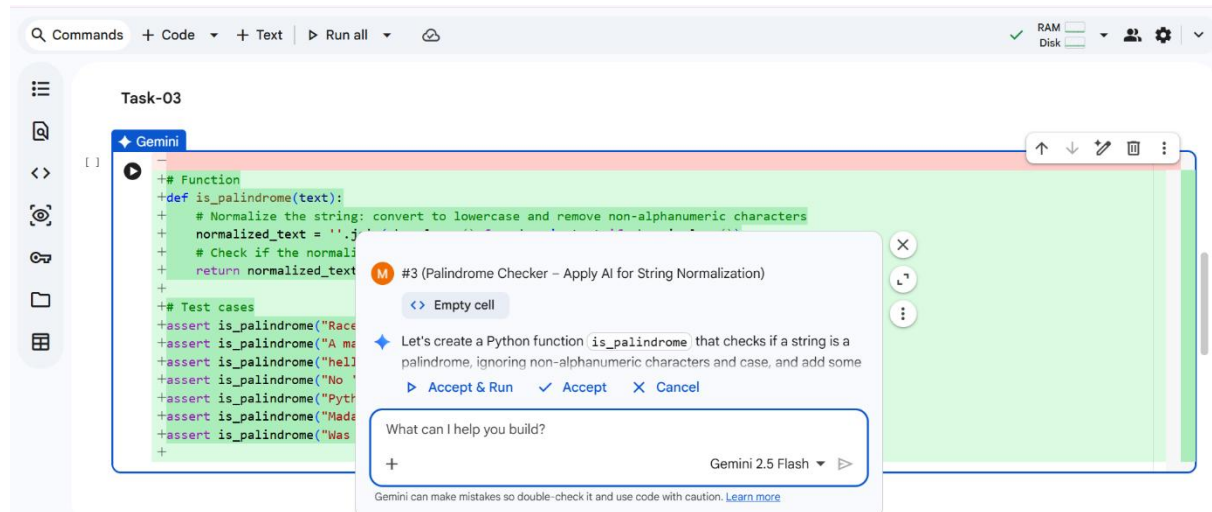 Commands + Code + Text Run all RAM
Disk
Task-03
Gemini
[ ]
# Function
+def is_palindrome(text):
+ # Normalize the string: convert to lowercase and remove non-alphanumeric characters
+ normalized_text = ''.j
+ # Check if the normali
+ return normalized_text
+
+# Test cases
+assert is_palindrome("Race
+assert is_palindrome("A ma
+assert is_palindrome("hell
+assert is_palindrome("No '
+assert is_palindrome("Pyth
+assert is_palindrome("Mada
+assert is_palindrome("Was
+
M #3 (Palindrome Checker – Apply AI for String Normalization)
<> Empty cell
Let's create a Python function is_palindrome that checks if a string is a
palindrome, ignoring non-alphanumeric characters and case, and add some
Accept & Run Accept Cancel
What can I help you build?
+ Gemini 2.5 Flash
Gemini can make mistakes so double-check it and use code with caution. Learn more